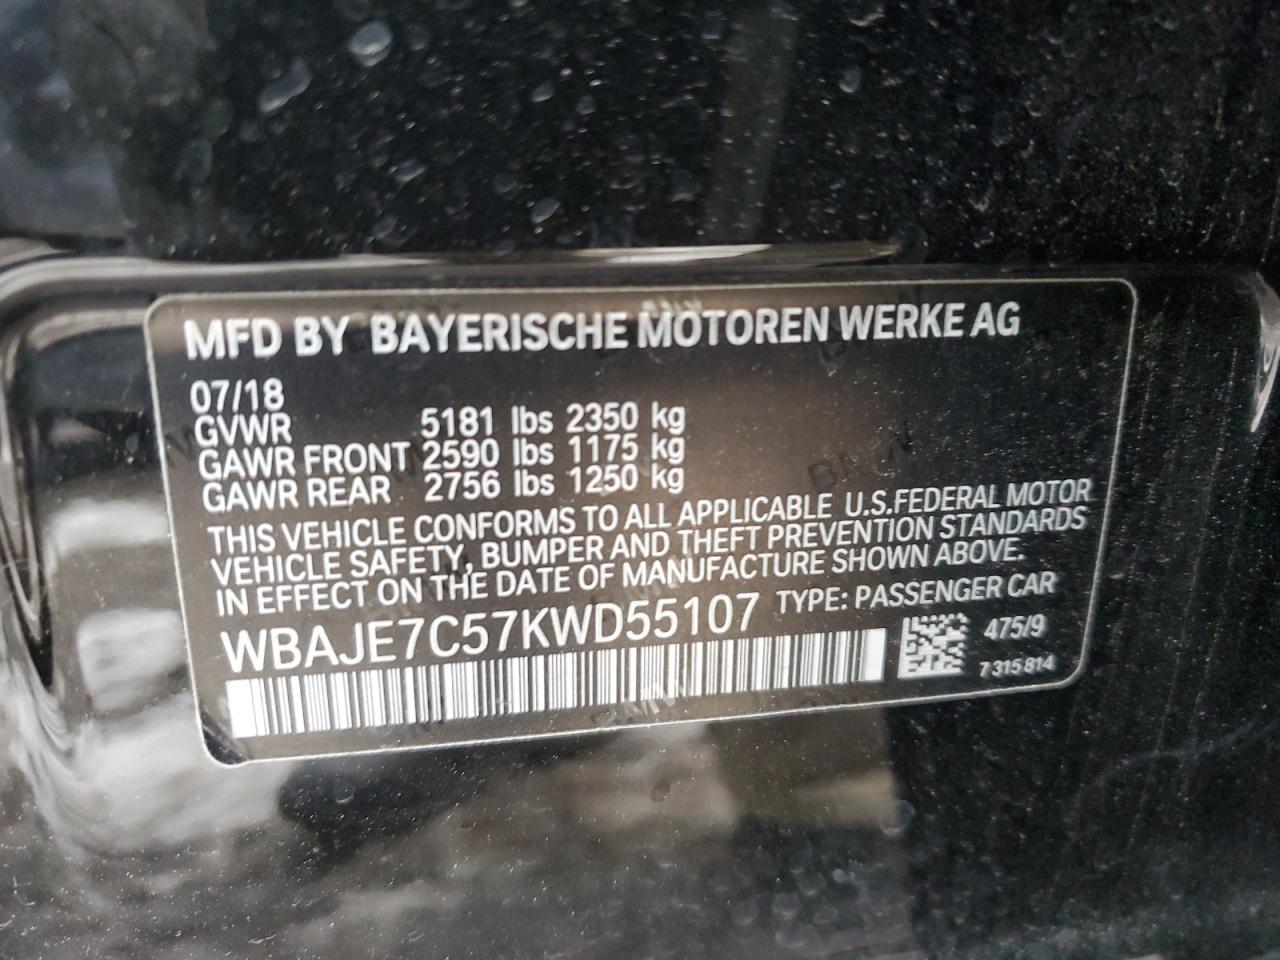 MFD BY BAYERISCHE MOTOREN WERKE AG
07/18
GVWR 5181 lbs 2350 kg
GAWR FRONT 2590 lbs 1175 kg
GAWR REAR 2756 lbs 1250 kg
THIS VEHICLE CONFORMS TO ALL APPLICABLE U.S.FEDERAL MOTOR
VEHICLE SAFETY, BUMPER AND THEFT PREVENTION STANDARDS
IN EFFECT ON THE DATE OF MANUFACTURE SHOWN ABOVE.
WBAJE7C57KWD55107 TYPE: PASSENGER CAR
475/9
7 315 814